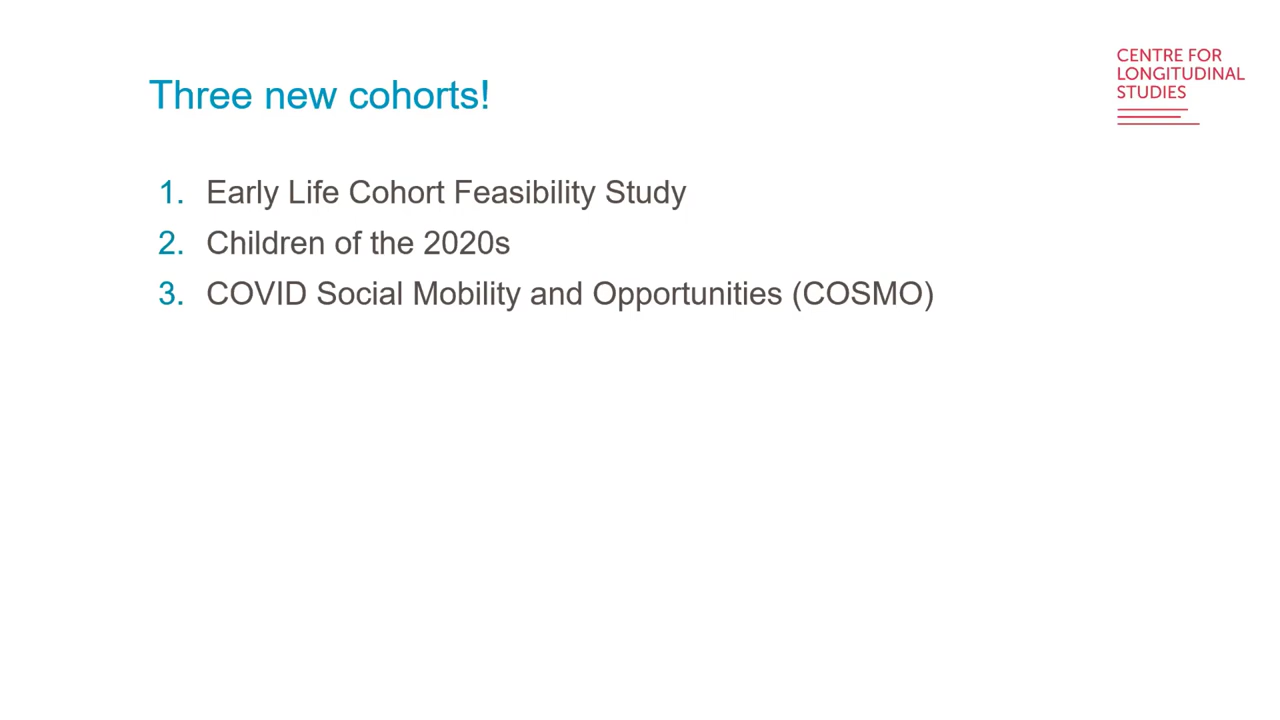 Three new cohorts!
CENTRE FOR
LONGITUDINAL
STUDIES
1. Early Life Cohort Feasibility Study
2. Children of the 2020s
3. COVID Social Mobility and Opportunities (COSMO)